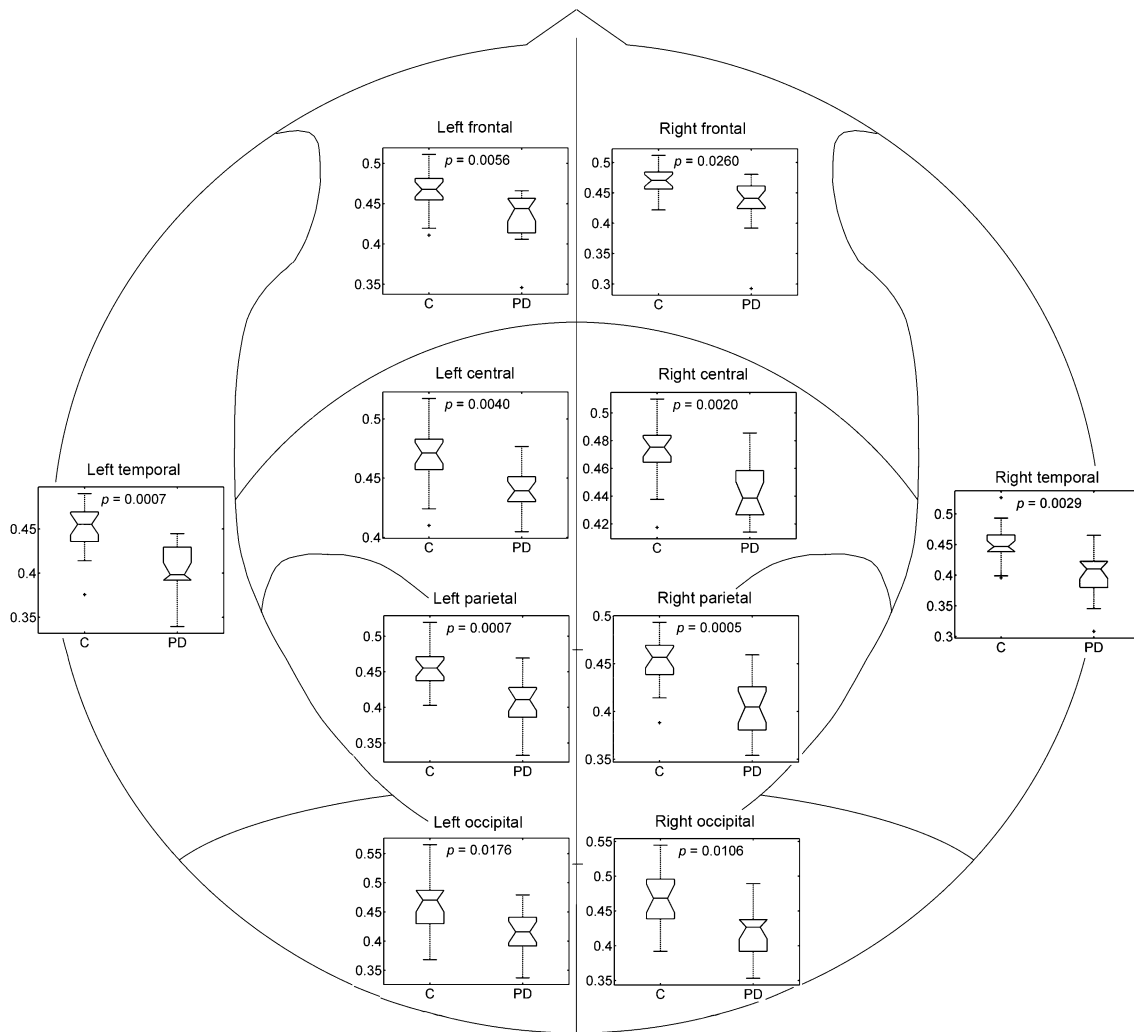 Left frontal
p = 0.0056
0.5
0.45
0.4
0.35
C PD
Right frontal
p = 0.0260
0.5
0.45
0.4
0.35
0.3
C PD
Left central
p = 0.0040
0.5
0.45
0.4
C PD
Right central
p = 0.0020
0.5
0.48
0.46
0.44
0.42
C PD
Left temporal
p = 0.0007
0.45
0.4
0.35
C PD
Right temporal
p = 0.0029
0.5
0.45
0.4
0.35
0.3
C PD
Left parietal
p = 0.0007
0.5
0.45
0.4
0.35
C PD
Right parietal
p = 0.0005
0.5
0.45
0.4
0.35
C PD
Left occipital
p = 0.0176
0.55
0.5
0.45
0.4
0.35
C PD
Right occipital
p = 0.0106
0.55
0.5
0.45
0.4
0.35
C PD